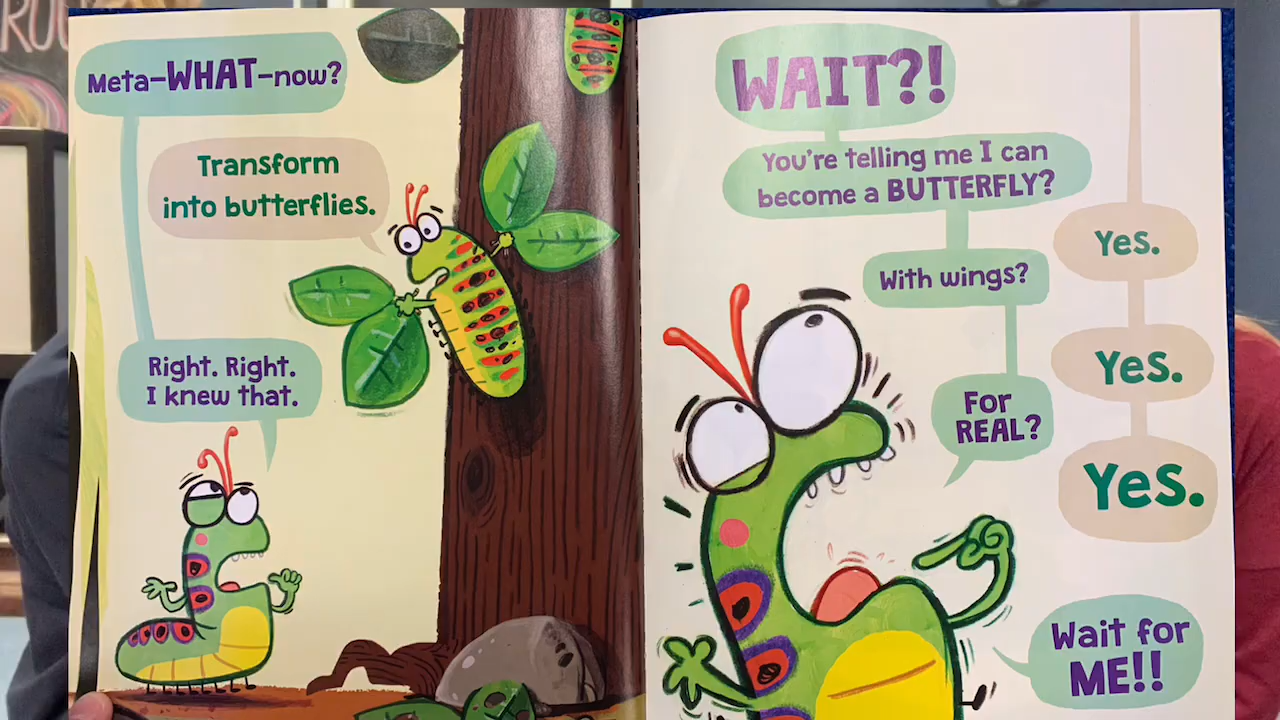 Meta-WHAT-now?
Transform
into butterflies.
Right. Right.
I knew that.
WAIT?!
You're telling me I can
become a BUTTERFLY?
Yes.
With wings?
Yes.
For
REAL?
Yes.
Wait for
ME!!